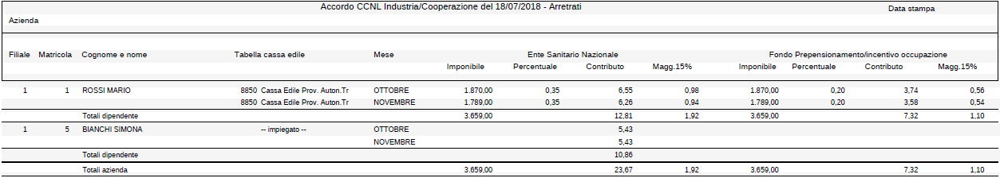 Accordo CCNL Industria/Cooperazione del 18/07/2018 - Arretrati Data stampa
Azienda
Filiale Matricola Cognome e nome Tabella cassa edile Mese Ente Sanitario Nazionale Fondo Prepensionamento/incentivo occupazione
Imponibile Percentuale Contributo Magg.15% Imponibile Percentuale Contributo Magg.15%
1 1 ROSSI MARIO 8850 Cassa Edile Prov. Auton.Tr OTTOBRE 1.870,00 0,35 6,55 0,98 1.870,00 0,20 3,74 0,56
8850 Cassa Edile Prov. Auton.Tr NOVEMBRE 1.789,00 0,35 6,26 0,94 1.789,00 0,20 3,58 0,54
Totali dipendente 3.659,00 12,81 1,92 3.659,00 7,32 1,10
1 5 BIANCHI SIMONA -- impiegato -- OTTOBRE 5,43
NOVEMBRE 5,43
Totali dipendente 10,86
Totali azienda 3.659,00 23,67 1,92 3.659,00 7,32 1,10